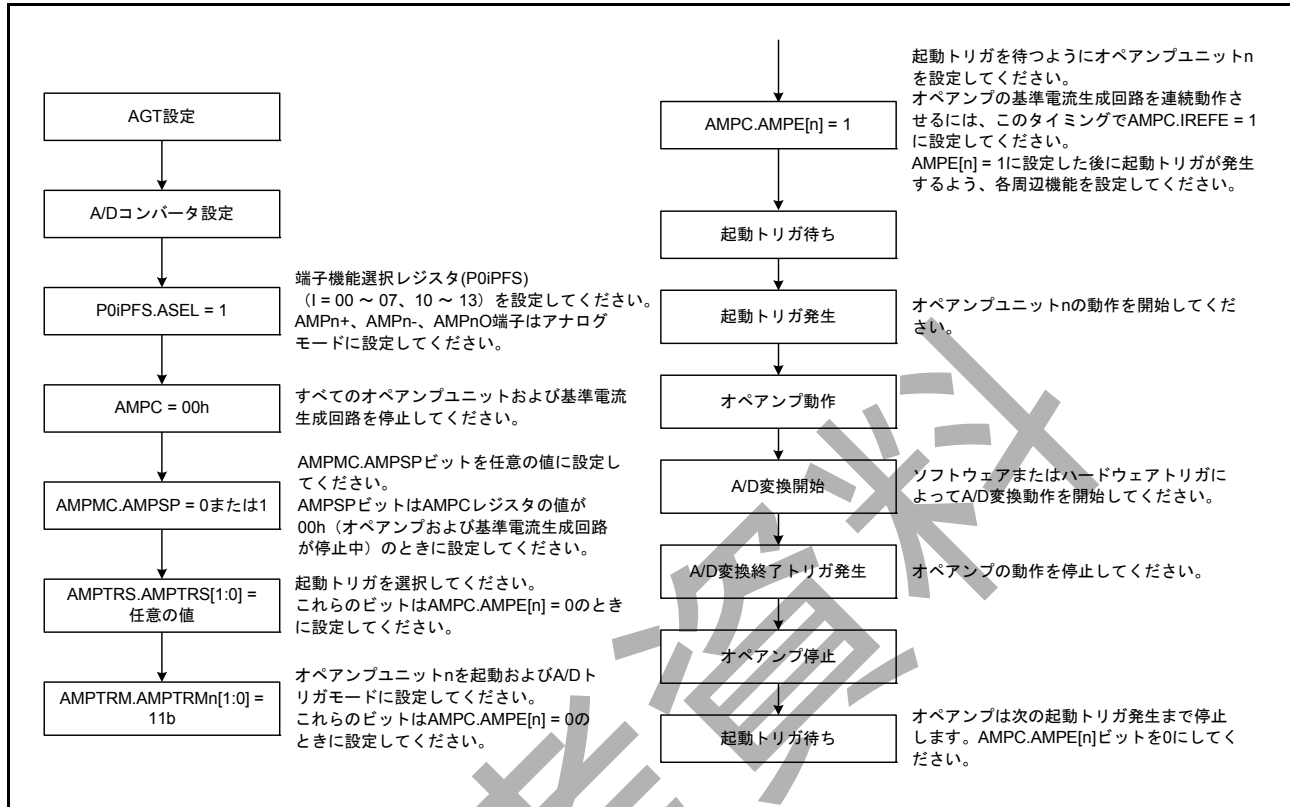 AGT設定
A/Dコンバータ設定
P0iPFS.ASEL = 1
端子機能選択レジスタ(P0iPFS)
（I = 00 ～ 07、10 ～ 13）を設定してください。
AMPn+、AMPn-、AMPnO端子はアナログ
モードに設定してください。
AMPC = 00h
すべてのオペアンプユニットおよび基準電流
生成回路を停止してください。
AMPMC.AMPSP = 0または1
AMPMC.AMPSPビットを任意の値に設定し
てください。
AMPSPビットはAMPCレジスタの値が
00h（オペアンプおよび基準電流生成回路
が停止中）のときに設定してください。
AMPTRS.AMPTRS[1:0] =
任意の値
起動トリガを選択してください。
これらのビットはAMPC.AMPE[n] = 0のとき
に設定してください。
AMPTRM.AMPTRMn[1:0] =
11b
オペアンプユニットnを起動およびA/Dト
リガモードに設定してください。
これらのビットはAMPC.AMPE[n] = 0の
ときに設定してください。
AMPC.AMPE[n] = 1
起動トリガを待つようにオペアンプユニットn
を設定してください。
オペアンプの基準電流生成回路を連続動作さ
せるには、このタイミングでAMPC.IREFE = 1
に設定してください。
AMPE[n] = 1に設定した後に起動トリガが発生
するよう、各周辺機能を設定してください。
起動トリガ待ち
起動トリガ発生
オペアンプユニットnの動作を開始してくだ
さい。
オペアンプ動作
A/D変換開始
ソフトウェアまたはハードウェアトリガに
よってA/D変換動作を開始してください。
A/D変換終了トリガ発生
オペアンプの動作を停止してください。
オペアンプ停止
起動トリガ待ち
オペアンプは次の起動トリガ発生まで停止
します。AMPC.AMPE[n]ビットを0にしてく
ださい。
資料